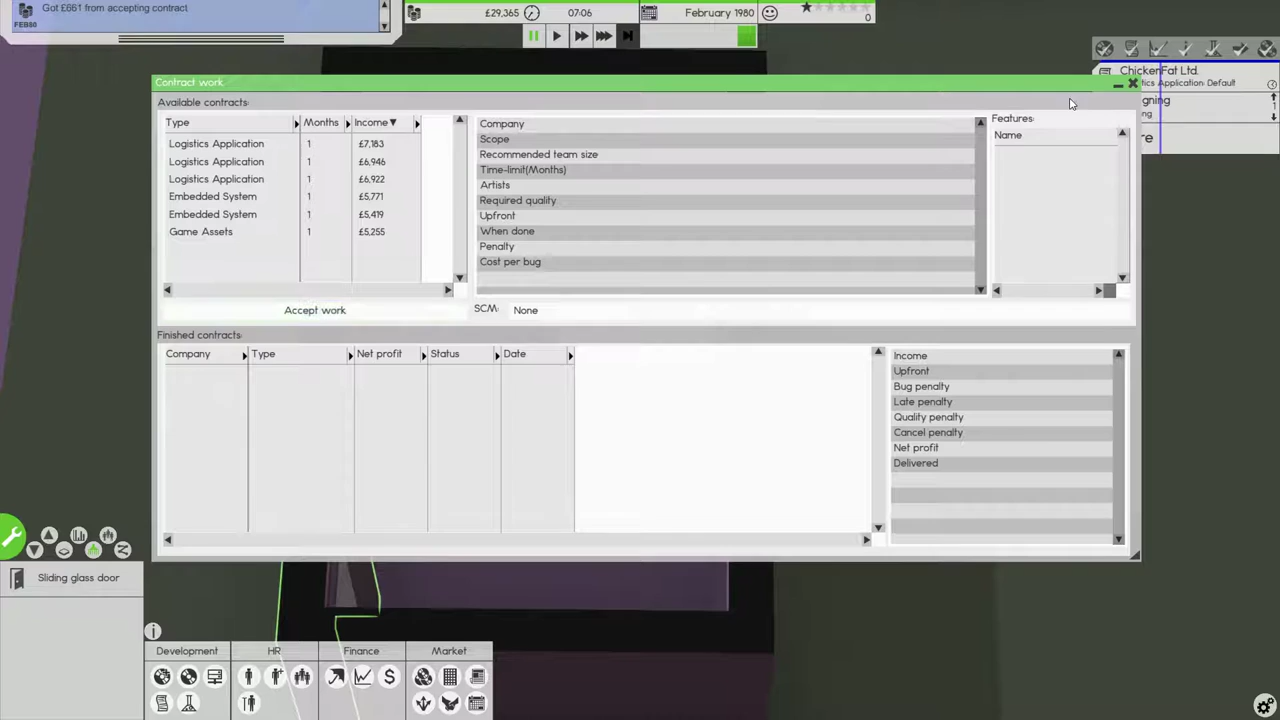 Got £661 from accepting contract
FEB80
£29,365
07:06
February 1980
0
Contract work
ChickenFat Ltd.
Application: Default
Available contracts:
Type Months Income▼
Logistics Application 1 £7,183
Logistics Application 1 £6,946
Logistics Application 1 £6,922
Embedded System 1 £5,771
Embedded System 1 £5,419
Game Assets 1 £5,255
Accept work
Company
Scope
Recommended team size
Time-limit(Months)
Artists
Required quality
Upfront
When done
Penalty
Cost per bug
SCM: None
Features:
Name
Finished contracts:
Company Type Net profit Status Date
Income
Upfront
Bug penalty
Late penalty
Quality penalty
Cancel penalty
Net profit
Delivered
Sliding glass door
Development HR Finance Market